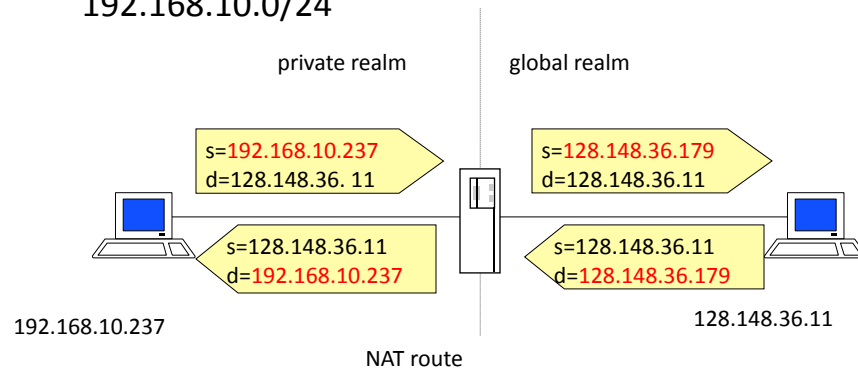 192.168.10.0/24
private realm
global realm
s=192.168.10.237
d=128.148.36. 11
s=128.148.36.179
d=128.148.36.11
s=128.148.36.11
d=192.168.10.237
s=128.148.36.11
d=128.148.36.179
192.168.10.237
128.148.36.11
NAT route